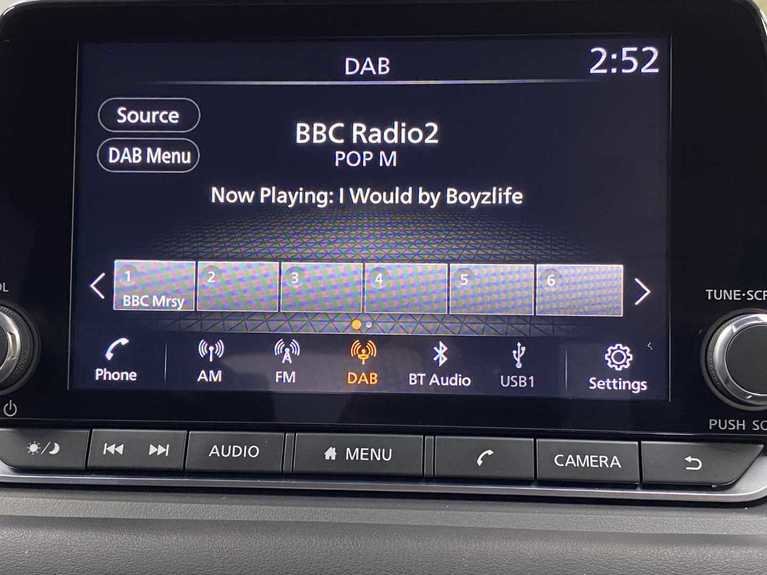 DAB
2:52
Source
BBC Radio2
DAB Menu
POP M
Now Playing: I Would by Boyzlife
1 2 3 4 5 6
BBC Mrsy
TUNE·SCR
Phone AM FM DAB BT Audio USB1 Settings
PUSH SO
AUDIO MENU CAMERA